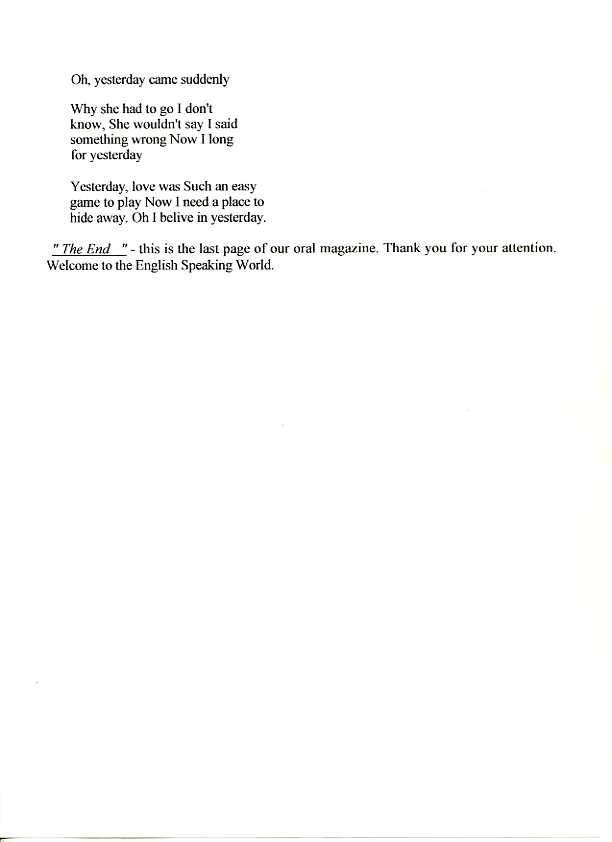 Oh, yesterday came suddenly
Why she had to go I don't
know, She wouldn't say I said
something wrong Now I long
for yesterday
Yesterday, love was Such an easy
game to play Now I need a place to
hide away. Oh I belive in yesterday.
" The End " - this is the last page of our oral magazine. Thank you for your attention.
Welcome to the English Speaking World.